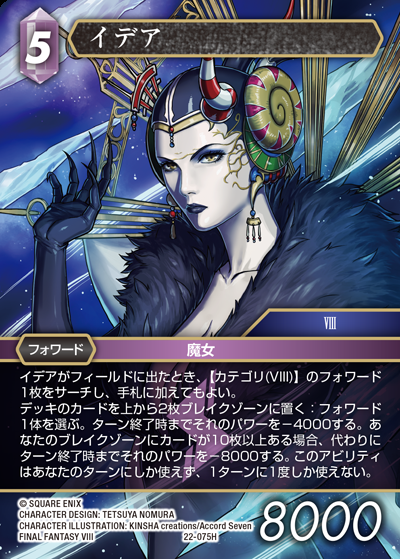 5
イデア
VIII
フォワード
魔女
イデアがフィールドに出たとき、【カテゴリ(VIII)】のフォワード
1枚をサーチし、手札に加えてもよい。
デッキのカードを上から2枚ブレイクゾーンに置く：フォワード
1体を選ぶ。ターン終了時までそれのパワーを－4000する。あ
なたのブレイクゾーンにカードが10枚以上ある場合、代わりに
ターン終了時までそれのパワーを－8000する。このアビリティ
はあなたのターンにしか使えず、1ターンに1度しか使えない。
© SQUARE ENIX
CHARACTER DESIGN: TETSUYA NOMURA
CHARACTER ILLUSTRATION: KINSHA creations/Accord Seven
FINAL FANTASY VIII
22-075H
8000